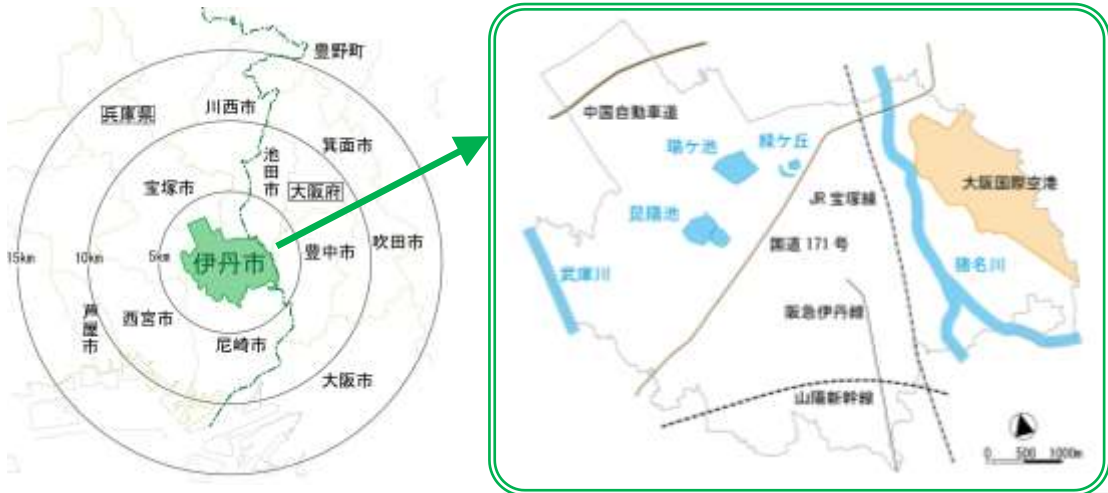 豊野町
川西市
兵庫県
箕面市
池田市
宝塚市
大阪府
15km
10km
5km
伊丹市
豊中市
吹田市
芦屋市
西宮市
尼崎市
大阪市
中国自動車道
瑞ケ池
緑ケ丘
大阪国際空港
JR 宝塚線
昆陽池
国道 171 号
武庫川
猪名川
阪急伊丹線
山陽新幹線
0 500 1000m